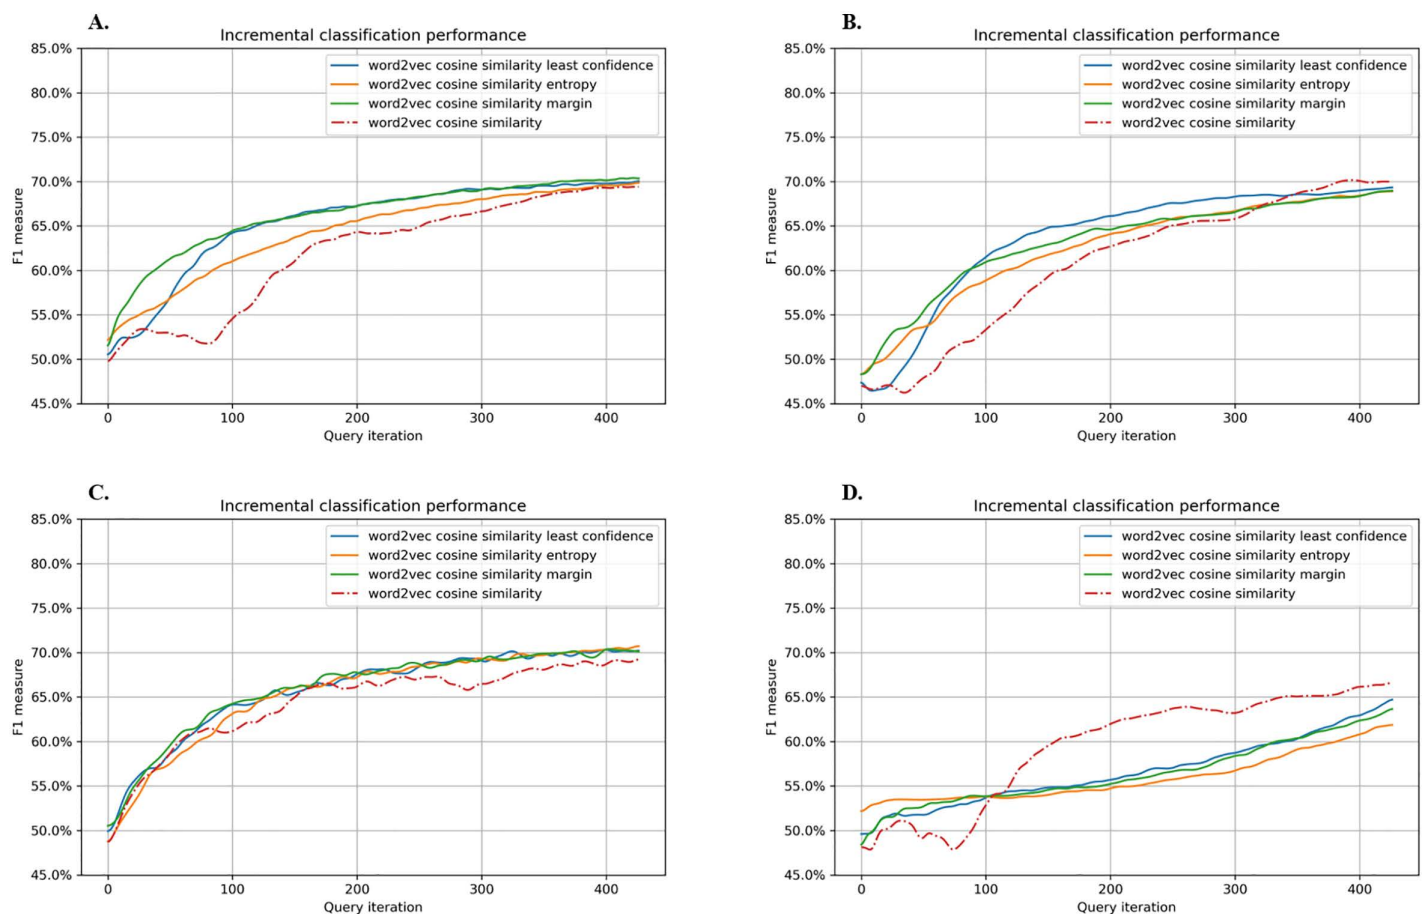 A.
Incremental classification performance
85.0%
80.0%
75.0%
70.0%
65.0%
60.0%
55.0%
50.0%
45.0%
F1 measure
word2vec cosine similarity least confidence
word2vec cosine similarity entropy
word2vec cosine similarity margin
word2vec cosine similarity
0 100 200 300 400
Query iteration
B.
Incremental classification performance
85.0%
80.0%
75.0%
70.0%
65.0%
60.0%
55.0%
50.0%
45.0%
F1 measure
word2vec cosine similarity least confidence
word2vec cosine similarity entropy
word2vec cosine similarity margin
word2vec cosine similarity
0 100 200 300 400
Query iteration
C.
Incremental classification performance
85.0%
80.0%
75.0%
70.0%
65.0%
60.0%
55.0%
50.0%
45.0%
F1 measure
word2vec cosine similarity least confidence
word2vec cosine similarity entropy
word2vec cosine similarity margin
word2vec cosine similarity
0 100 200 300 400
Query iteration
D.
Incremental classification performance
85.0%
80.0%
75.0%
70.0%
65.0%
60.0%
55.0%
50.0%
45.0%
F1 measure
word2vec cosine similarity least confidence
word2vec cosine similarity entropy
word2vec cosine similarity margin
word2vec cosine similarity
0 100 200 300 400
Query iteration